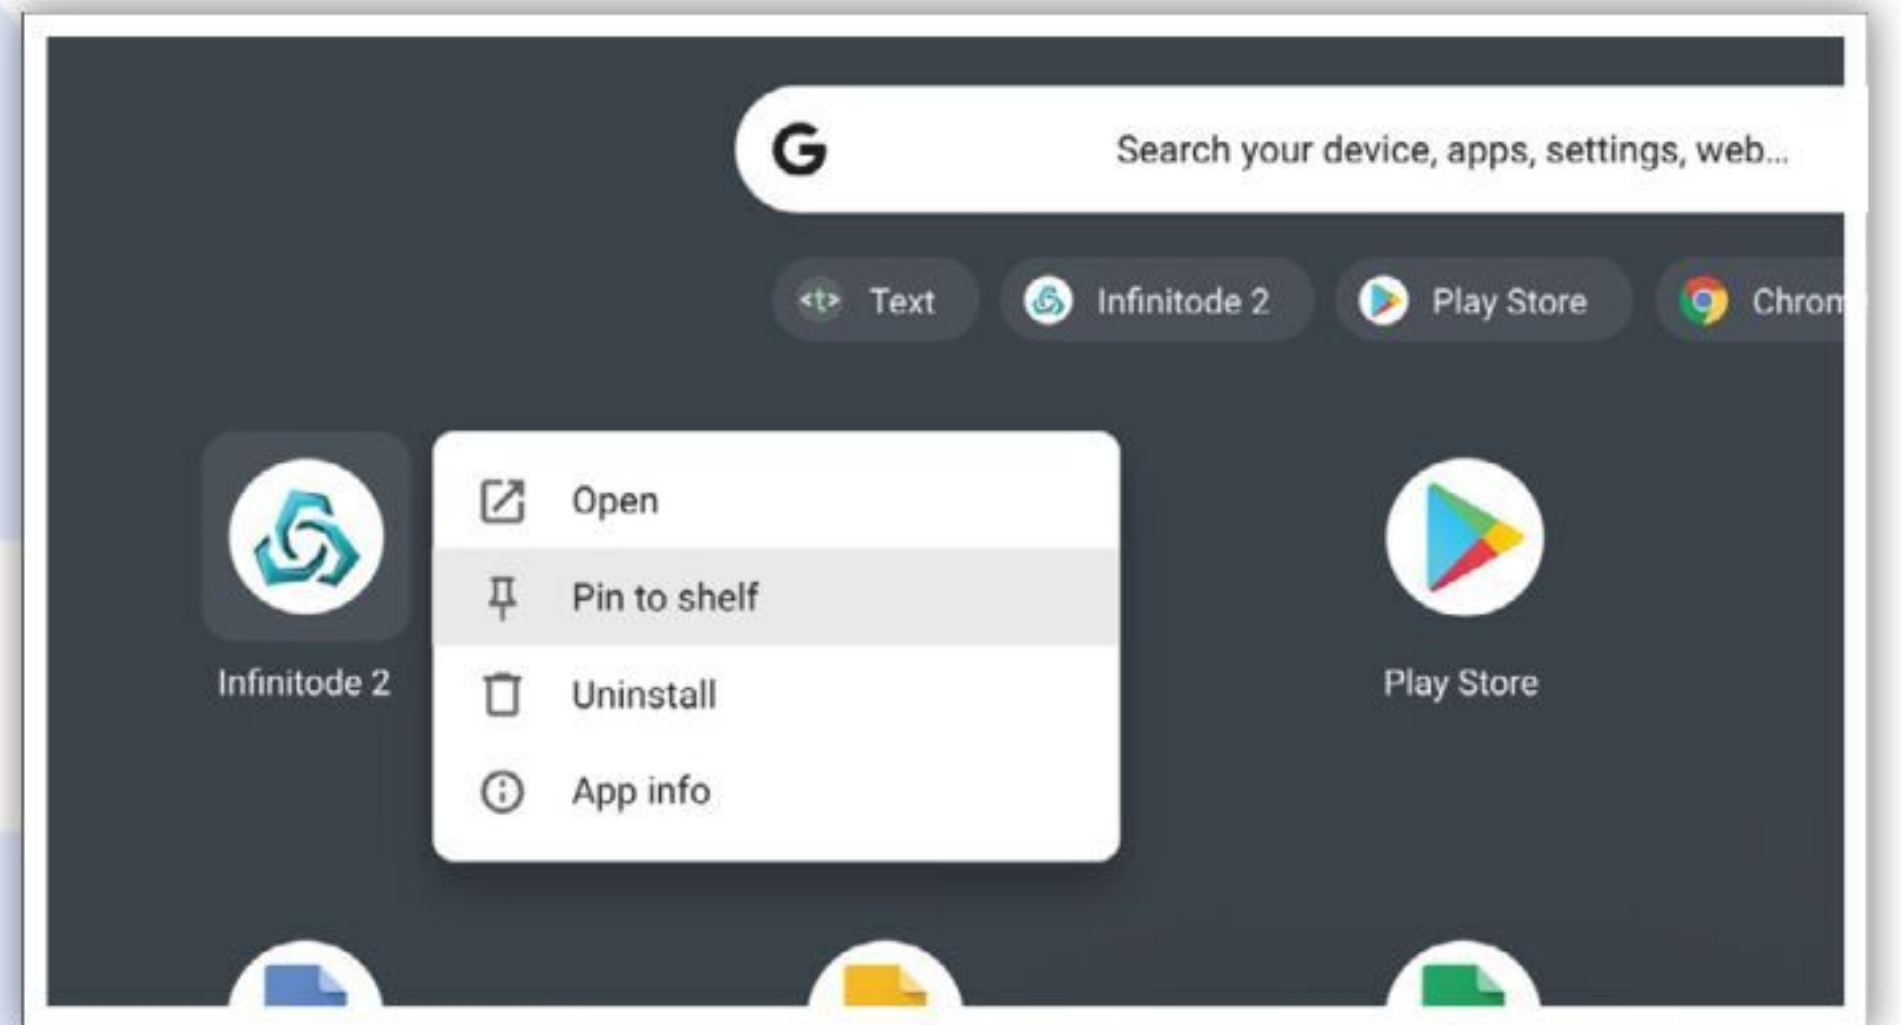 G
Search your device, apps, settings, web...
<t> Text
Infinitode 2
Play Store
Chrom
Open
Pin to shelf
Uninstall
App info
Infinitode 2
Play Store